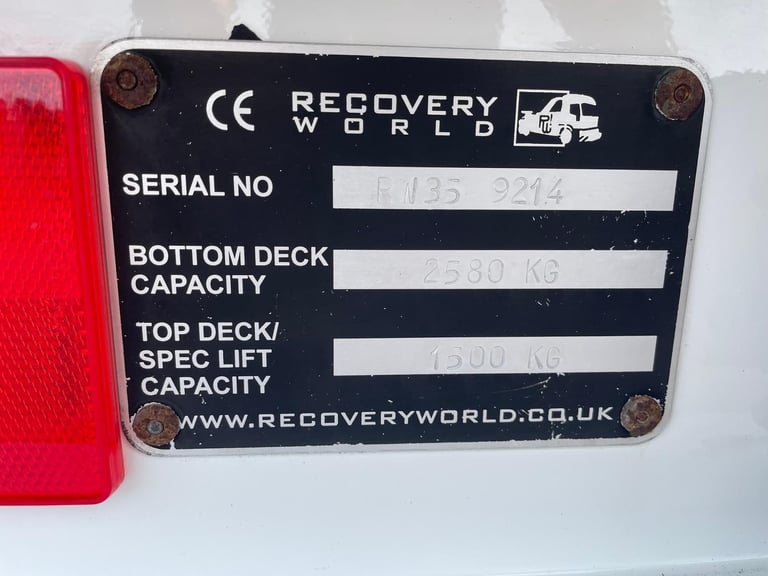 CE RECOVERY
WORLD
SERIAL NO RW35 9214
BOTTOM DECK
CAPACITY 2580 KG
TOP DECK/
SPEC LIFT
CAPACITY 1500 KG
WWW.RECOVERYWORLD.CO.UK